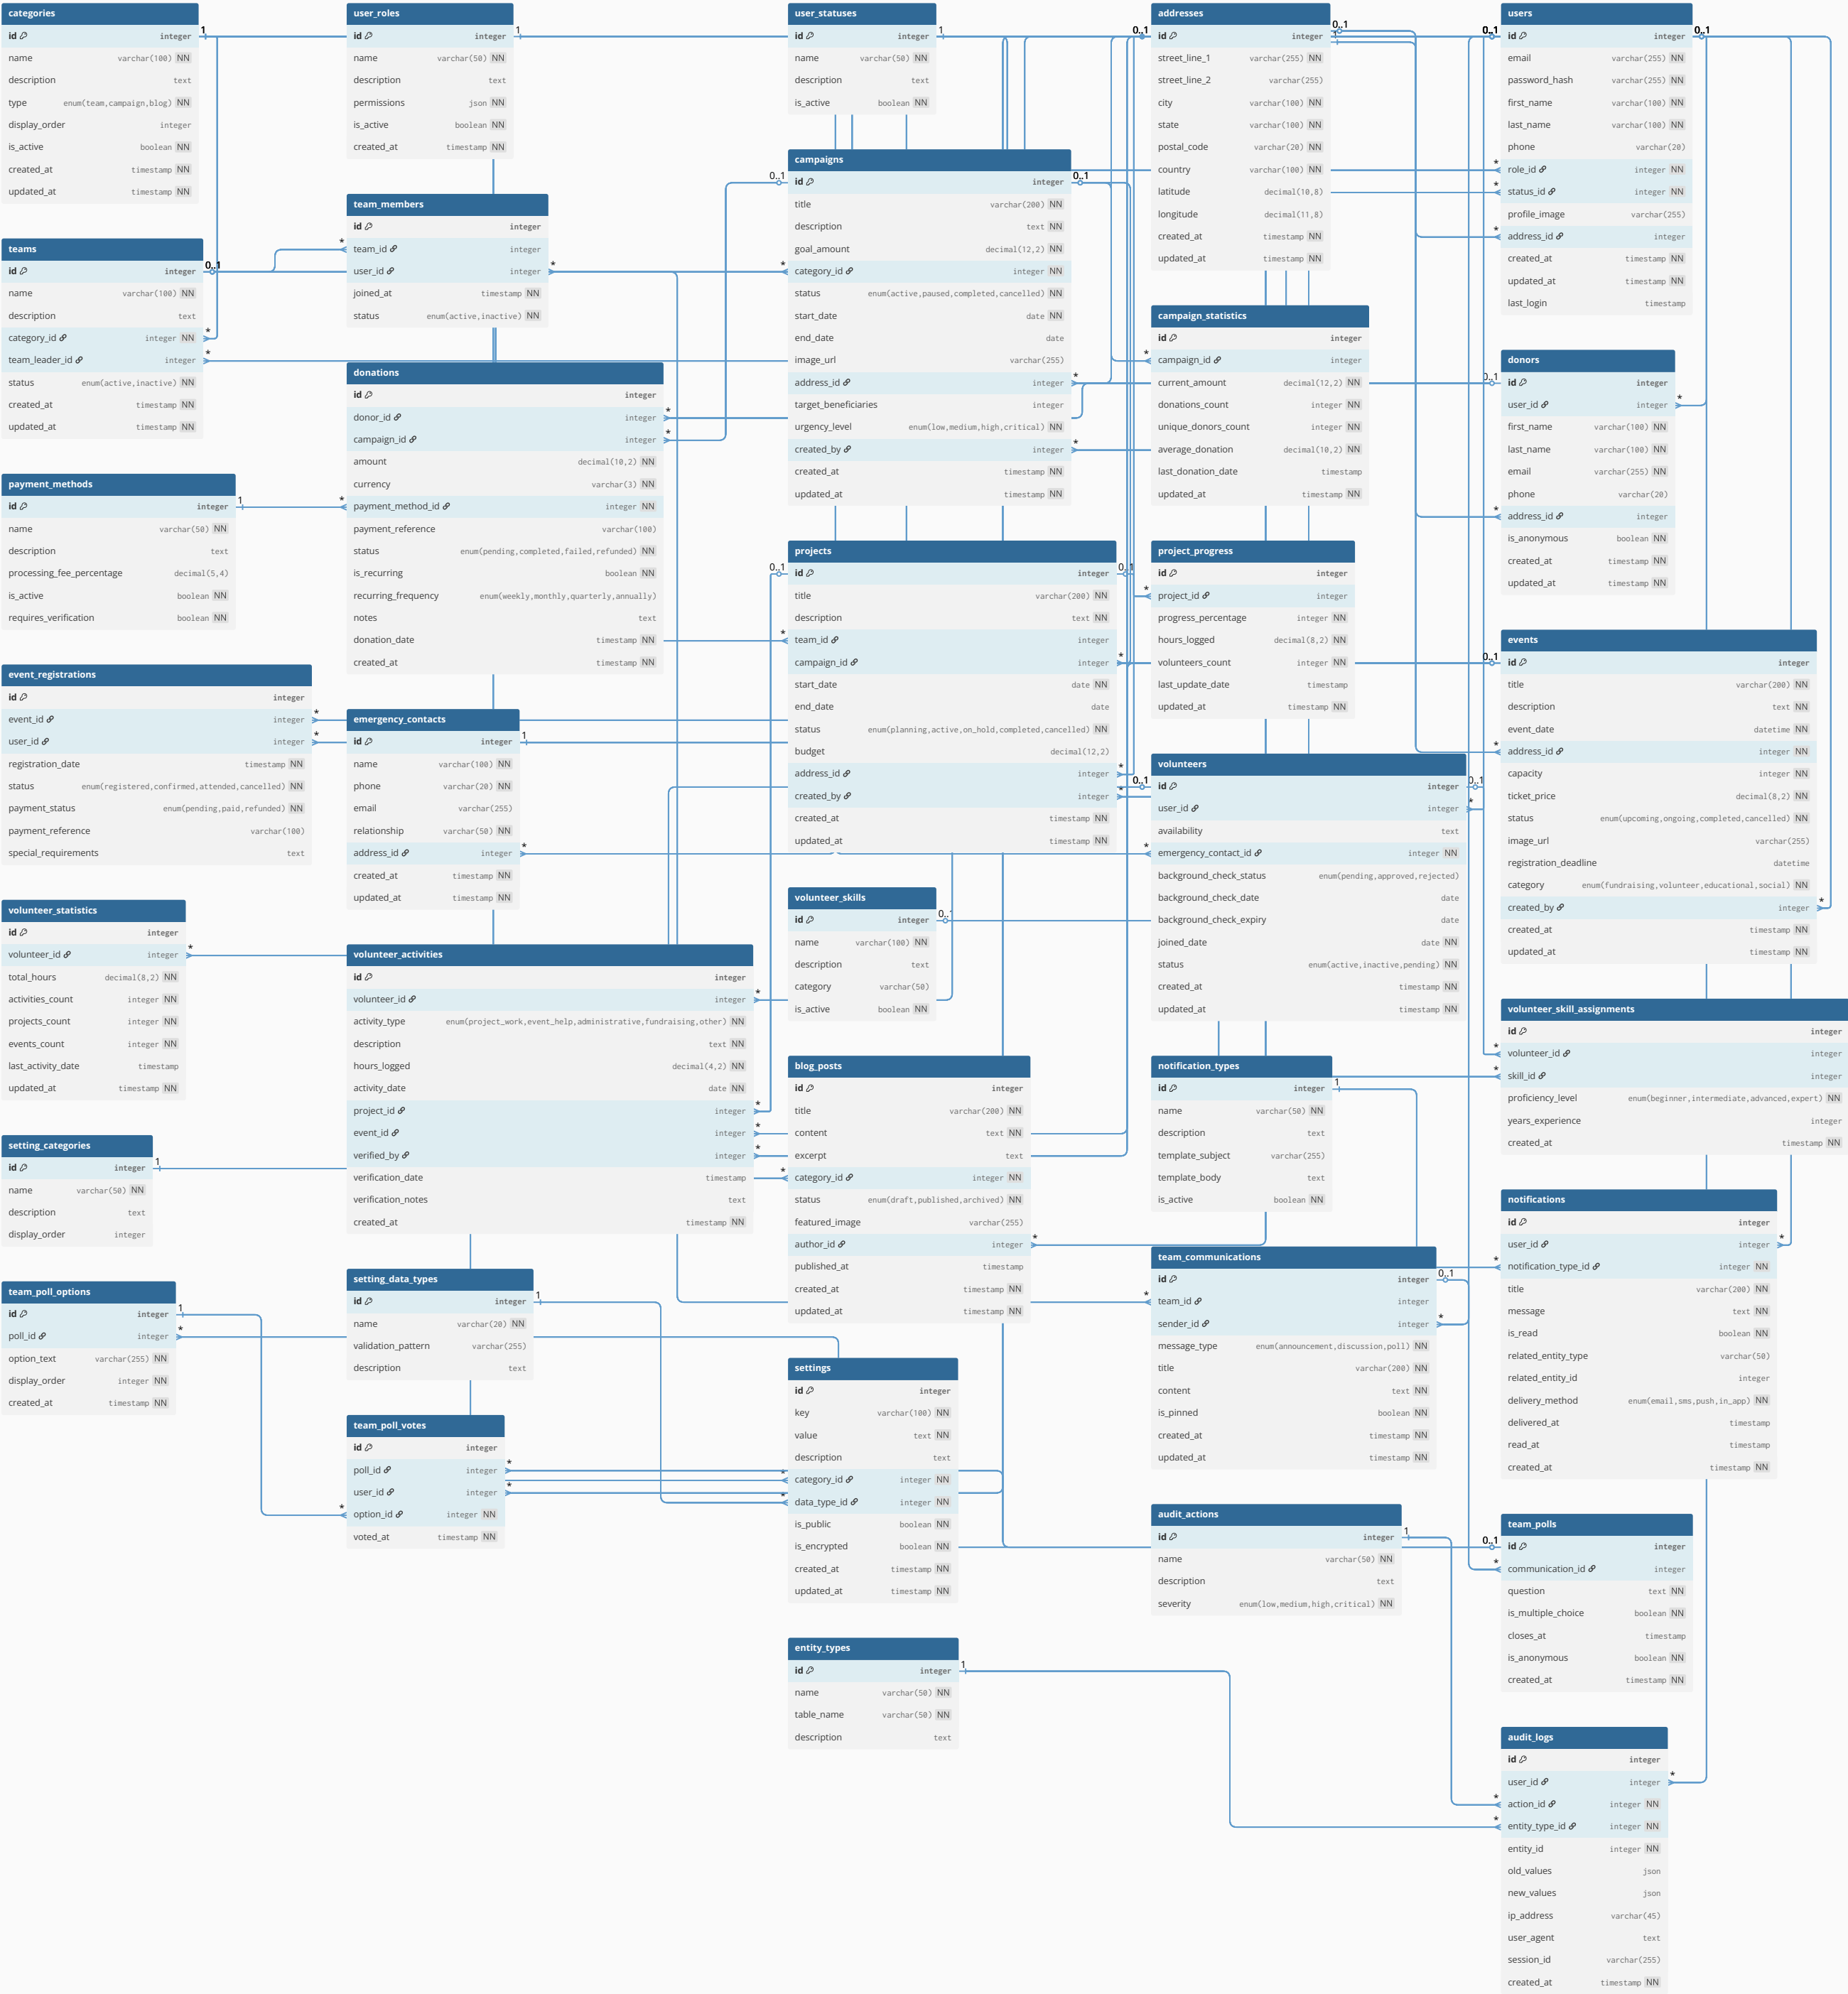 categories
id integer
name varchar(100) NN
description text
type enum(team,campaign,blog) NN
display_order integer
is_active boolean NN
created_at timestamp NN
updated_at timestamp NN
user_roles
id integer
name varchar(50) NN
description text
permissions json NN
is_active boolean NN
created_at timestamp NN
user_statuses
id integer
name varchar(50) NN
description text
is_active boolean NN
addresses
id integer
street_line_1 varchar(255) NN
street_line_2 varchar(255)
city varchar(100) NN
state varchar(100) NN
postal_code varchar(20) NN
country varchar(100) NN
latitude decimal(10,8)
longitude decimal(11,8)
created_at timestamp NN
updated_at timestamp NN
users
id integer
email varchar(255) NN
password_hash varchar(255) NN
first_name varchar(100) NN
last_name varchar(100) NN
phone varchar(20)
role_id integer NN
status_id integer NN
profile_image varchar(255)
address_id integer
created_at timestamp NN
updated_at timestamp NN
last_login timestamp
teams
id integer
name varchar(100) NN
description text
category_id integer NN
team_leader_id integer
status enum(active,inactive) NN
created_at timestamp NN
updated_at timestamp NN
team_members
id integer
team_id integer
user_id integer
joined_at timestamp NN
status enum(active,inactive) NN
campaigns
id integer
title varchar(200) NN
description text NN
goal_amount decimal(12,2) NN
category_id integer NN
status enum(active,paused,completed,cancelled) NN
start_date date NN
end_date date
image_url varchar(255)
address_id integer
target_beneficiaries integer
urgency_level enum(low,medium,high,critical) NN
created_by integer
created_at timestamp NN
updated_at timestamp NN
campaign_statistics
id integer
campaign_id integer
current_amount decimal(12,2) NN
donations_count integer NN
unique_donors_count integer NN
average_donation decimal(10,2) NN
last_donation_date timestamp
updated_at timestamp NN
donors
id integer
user_id integer
first_name varchar(100) NN
last_name varchar(100) NN
email varchar(255) NN
phone varchar(20)
address_id integer
is_anonymous boolean NN
created_at timestamp NN
updated_at timestamp NN
payment_methods
id integer
name varchar(50) NN
description text
processing_fee_percentage decimal(5,4)
is_active boolean NN
requires_verification boolean NN
donations
id integer
donor_id integer
campaign_id integer
amount decimal(10,2) NN
currency varchar(3) NN
payment_method_id integer NN
payment_reference varchar(100)
status enum(pending,completed,failed,refunded) NN
is_recurring boolean NN
recurring_frequency enum(weekly,monthly,quarterly,annually)
notes text
donation_date timestamp NN
created_at timestamp NN
projects
id integer
title varchar(200) NN
description text NN
team_id integer
campaign_id integer
start_date date NN
end_date date
status enum(planning,active,on_hold,completed,cancelled) NN
budget decimal(12,2)
address_id integer
created_by integer
created_at timestamp NN
updated_at timestamp NN
project_progress
id integer
project_id integer
progress_percentage integer NN
hours_logged decimal(8,2) NN
volunteers_count integer NN
last_update_date timestamp
updated_at timestamp NN
events
id integer
title varchar(200) NN
description text NN
event_date datetime NN
address_id integer NN
capacity integer NN
ticket_price decimal(8,2) NN
status enum(upcoming,ongoing,completed,cancelled) NN
image_url varchar(255)
registration_deadline datetime
category enum(fundraising,volunteer,educational,social) NN
created_by integer
created_at timestamp NN
updated_at timestamp NN
event_registrations
id integer
event_id integer
user_id integer
registration_date timestamp NN
status enum(registered,confirmed,attended,cancelled) NN
payment_status enum(pending,paid,refunded) NN
payment_reference varchar(100)
special_requirements text
emergency_contacts
id integer
name varchar(100) NN
phone varchar(20) NN
email varchar(255)
relationship varchar(50) NN
address_id integer
created_at timestamp NN
updated_at timestamp NN
volunteers
id integer
user_id integer
availability text
emergency_contact_id integer NN
background_check_status enum(pending,approved,rejected)
background_check_date date
background_check_expiry date
joined_date date NN
status enum(active,inactive,pending) NN
created_at timestamp NN
updated_at timestamp NN
volunteer_skills
id integer
name varchar(100) NN
description text
category varchar(50)
is_active boolean NN
volunteer_statistics
id integer
volunteer_id integer
total_hours decimal(8,2) NN
activities_count integer NN
projects_count integer NN
events_count integer NN
last_activity_date timestamp
updated_at timestamp NN
volunteer_activities
id integer
volunteer_id integer
activity_type enum(project_work,event_help,administrative,fundraising,other) NN
description text NN
hours_logged decimal(4,2) NN
activity_date date NN
project_id integer
event_id integer
verified_by integer
verification_date timestamp
verification_notes text
created_at timestamp NN
volunteer_skill_assignments
id integer
volunteer_id integer
skill_id integer
proficiency_level enum(beginner,intermediate,advanced,expert) NN
years_experience integer
created_at timestamp NN
blog_posts
id integer
title varchar(200) NN
content text NN
excerpt text
category_id integer NN
status enum(draft,published,archived) NN
featured_image varchar(255)
author_id integer
published_at timestamp
created_at timestamp NN
updated_at timestamp NN
notification_types
id integer
name varchar(50) NN
description text
template_subject varchar(255)
template_body text
is_active boolean NN
setting_categories
id integer
name varchar(50) NN
description text
display_order integer
notifications
id integer
user_id integer
notification_type_id integer NN
title varchar(200) NN
message text NN
is_read boolean NN
related_entity_type varchar(50)
related_entity_id integer
delivery_method enum(email,sms,push,in_app) NN
delivered_at timestamp
read_at timestamp
created_at timestamp NN
team_communications
id integer
team_id integer
sender_id integer
message_type enum(announcement,discussion,poll) NN
title varchar(200) NN
content text NN
is_pinned boolean NN
created_at timestamp NN
updated_at timestamp NN
team_poll_options
id integer
poll_id integer
option_text varchar(255) NN
display_order integer NN
created_at timestamp NN
setting_data_types
id integer
name varchar(20) NN
validation_pattern varchar(255)
description text
settings
id integer
key varchar(100) NN
value text NN
description text
category_id integer NN
data_type_id integer NN
is_public boolean NN
is_encrypted boolean NN
created_at timestamp NN
updated_at timestamp NN
team_poll_votes
id integer
poll_id integer
user_id integer
option_id integer NN
voted_at timestamp NN
audit_actions
id integer
name varchar(50) NN
description text
severity enum(low,medium,high,critical) NN
team_polls
id integer
communication_id integer
question text NN
is_multiple_choice boolean NN
closes_at timestamp
is_anonymous boolean NN
created_at timestamp NN
entity_types
id integer
name varchar(50) NN
table_name varchar(50) NN
description text
audit_logs
id integer
user_id integer
action_id integer NN
entity_type_id integer NN
entity_id integer NN
old_values json
new_values json
ip_address varchar(45)
user_agent text
session_id varchar(255)
created_at timestamp NN